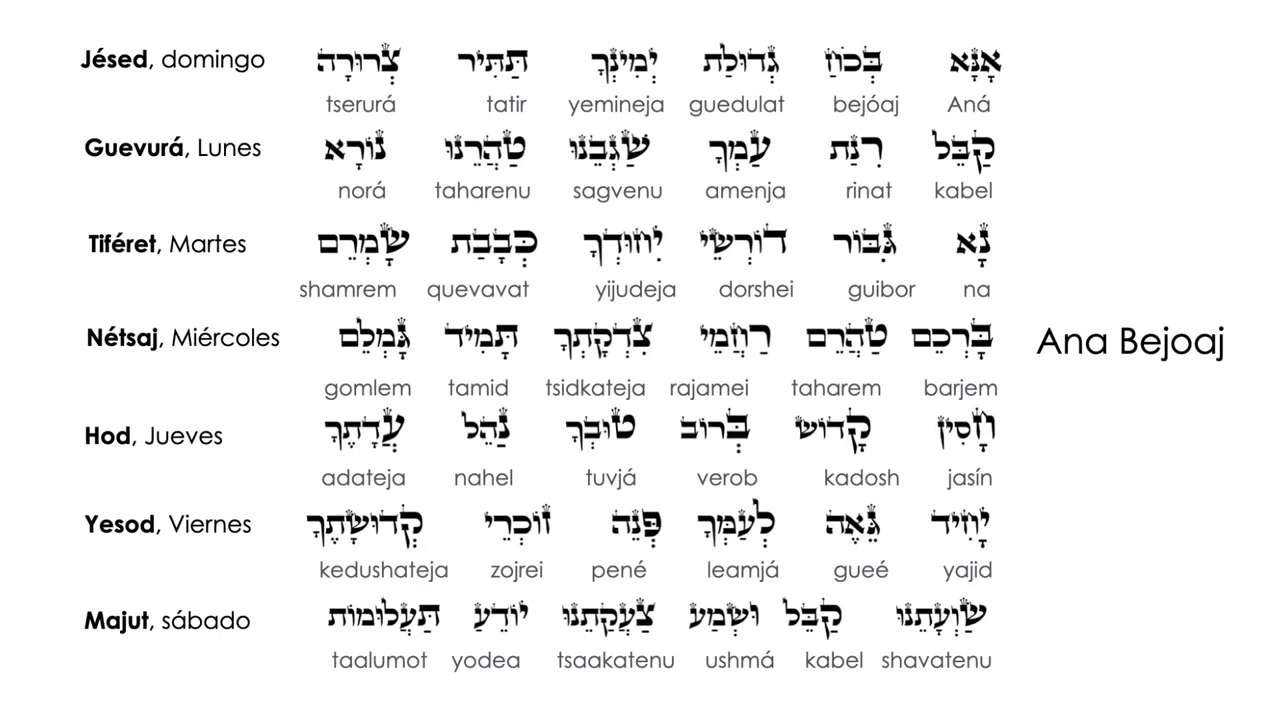 Jésed, domingo
אָנָּא בְּכֹחַ גְּדוּלַת יְמִינְךָ תַּתִּיר צְרוּרָה
tserurá tatir yemineja guedulat bejóaj Aná
Guevurá, Lunes
קַבֵּל רִנַּת עַמְּךָ שַׂגְּבֵנוּ טַהֲרֵנוּ נוֹרָא
norá taharenu sagvenu amenja rinat kabel
Tiféret, Martes
נָא גִּבּוֹר דּוֹרְשֵׁי יִחוּדְךָ כְּבָבַת שָׁמְרֵם
shamrem quevavat yijudeja dorshei guibor na
Nétsaj, Miércoles
בָּרְכֵם טַהֲרֵם רַחֲמֵי צִדְקָתְךָ תָּמִיד גָּמְלֵם
gomlem tamid tsidkateja rajamei taharem barjem
Ana Bejoaj
Hod, Jueves
חָסִין קָדוֹשׁ בְּרוֹב טוּבְךָ נַהֵל עֲדָתֶךָ
adateja nahel tuvjá verob kadosh jasín
Yesod, Viernes
יָחִיד גֵּאֶה לְעַמְּךָ פְּנֵה זוֹכְרֵי קְדוּשָּׁתֶךָ
kedushateja zojrei pené leamjá gueé yajid
Majut, sábado
שַׁוְעָתֵנוּ קַבֵּל וּשְׁמַע צַעֲקָתֵנוּ יוֹדֵעַ תַּעֲלוּמוֹת
taalumot yodea tsaakatenu ushmá kabel shavatenu